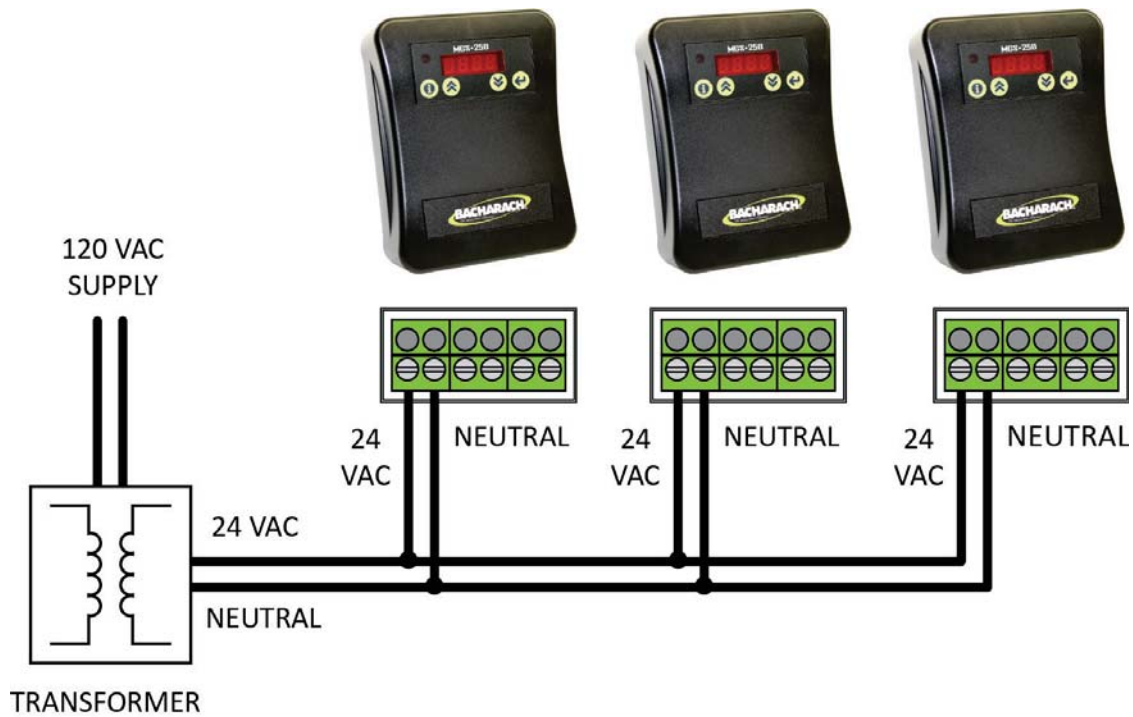 MGS-250
BACHARACH
MGS-250
BACHARACH
MGS-250
BACHARACH
120 VAC
SUPPLY
24
VAC
NEUTRAL
24
VAC
NEUTRAL
24
VAC
NEUTRAL
24 VAC
NEUTRAL
TRANSFORMER